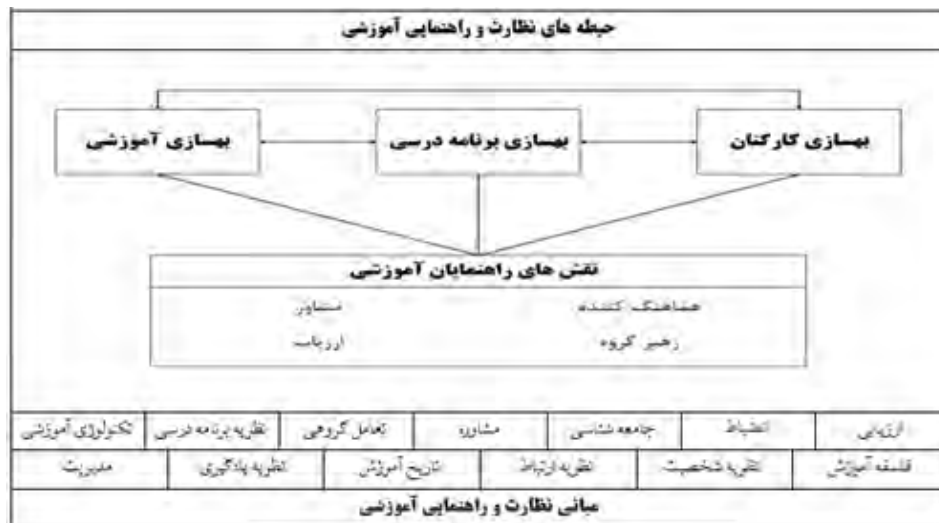 حیطه های نظارت و راهنمایی آموزشی
بهسازی کارکنان بهسازی برنامه درسی بهسازی آموزشی
نقش های راهنمایان آموزشی
هماهنگ کننده مشاور
رهبر گروه ارزیاب
ارزیابی انضباط جامعه شناسی مشاوره تعامل گروهی نظریه برنامه درسی تکنولوژی آموزشی
فلسفه آموزش نظریه شخصیت نظریه ارتباط تاریخ آموزش نظریه یادگیری مدیریت
مبانی نظارت و راهنمایی آموزشی